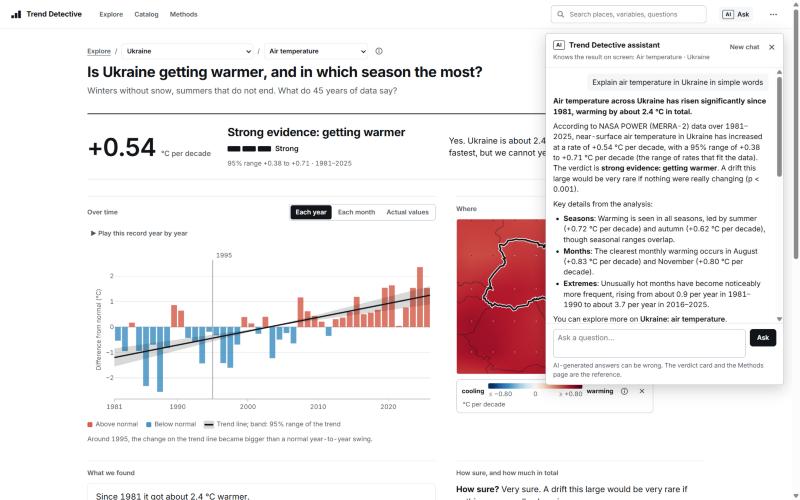 Trend Detective
Explore
Catalog
Methods
Search places, variables, questions
AI Ask
Explore / Ukraine / Air temperature
Is Ukraine getting warmer, and in which season the most?
Winters without snow, summers that do not end. What do 45 years of data say?
+0.54 °C per decade
Strong evidence: getting warmer
Strong
95% range +0.38 to +0.71 · 1981–2025
Yes. Ukraine is about 2.4
fastest, but we cannot ye
Over time
Each year
Each month
Actual values
▶ Play this record year by year
1995
Difference from normal (°C)
2
1
0
−1
−2
1981
1990
2000
2010
2020
Above normal
Below normal
Trend line; band: 95% range of the trend
Around 1995, the change on the trend line became bigger than a normal year-to-year swing.
Where
cooling
warming
≤ −0.80
0
≥ +0.80
°C per decade
What we found
Since 1981 it got about 2.4 °C warmer.
How sure, and how much in total
How sure? Very sure. A drift this large would be very rare if
AI Trend Detective assistant
New chat
Knows the result on screen: Air temperature · Ukraine
Explain air temperature in Ukraine in simple words
Air temperature across Ukraine has risen significantly since
1981, warming by about 2.4 °C in total.
According to NASA POWER (MERRA-2) data over 1981–
2025, near-surface air temperature in Ukraine has increased
at a rate of +0.54 °C per decade, with a 95% range of +0.38
to +0.71 °C per decade (the range of rates that fit the data).
The verdict is strong evidence: getting warmer. A drift this
large would be very rare if nothing were really changing (p <
0.001).
Key details from the analysis:
• Seasons: Warming is seen in all seasons, led by summer
(+0.72 °C per decade) and autumn (+0.62 °C per decade),
though seasonal ranges overlap.
• Months: The clearest monthly warming occurs in August
(+0.83 °C per decade) and November (+0.80 °C per
decade).
• Extremes: Unusually hot months have become noticeably
more frequent, rising from about 0.9 per year in 1981–
1990 to about 3.7 per year in 2016-2025.
You can explore more on Ukraine: air temperature.
Ask a question...
Ask
AI-generated answers can be wrong. The verdict card and the Methods
page are the reference.